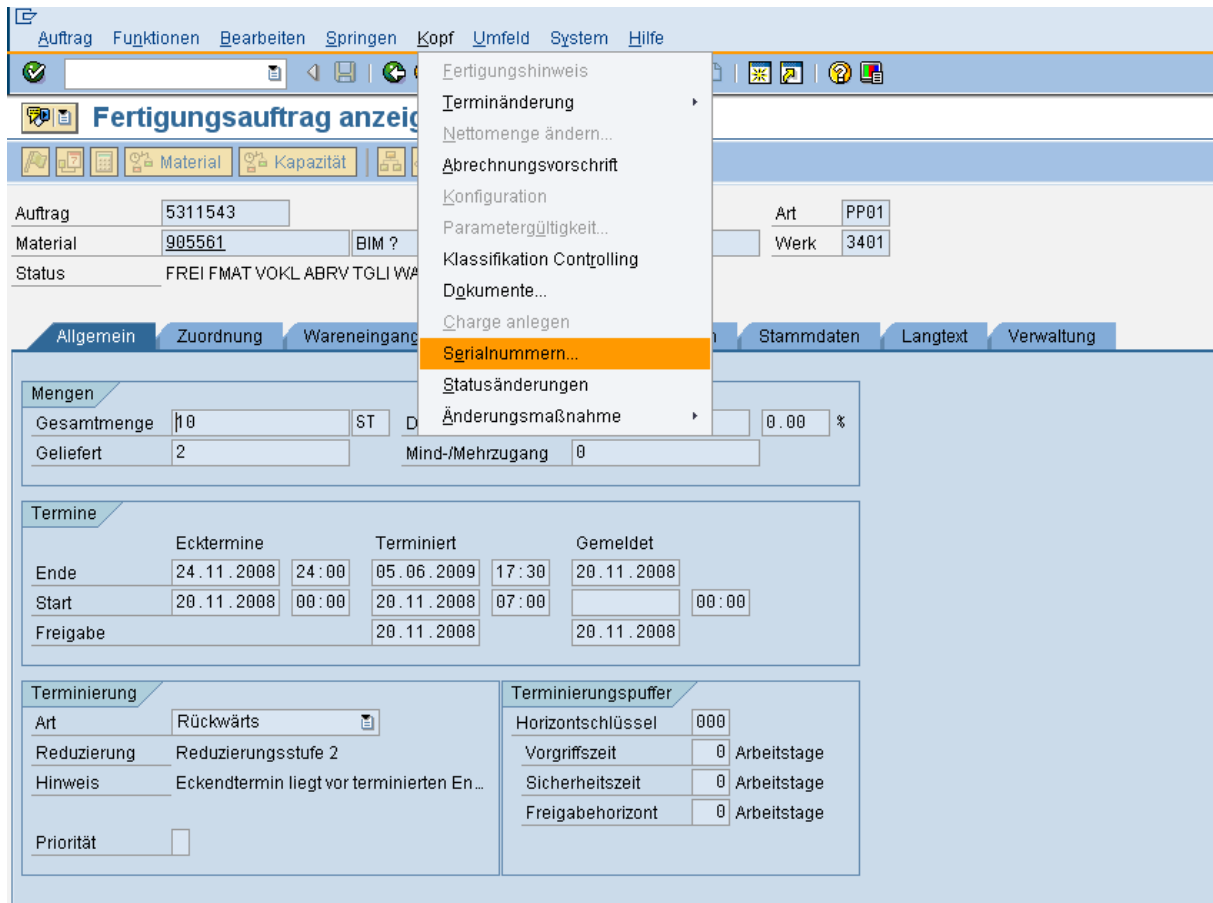 Auftrag Funktionen Bearbeiten Springen Kopf Umfeld System Hilfe
Fertigungshinweis
Terminänderung
Nettomenge ändern...
Abrechnungsvorschrift
Konfiguration
Parametergültigkeit...
Klassifikation Controlling
Dokumente...
Charge anlegen
Serialnummern...
Statusänderungen
Änderungsmaßnahme
Fertigungsauftrag anzeig
Material Kapazität
Auftrag 5311543 Art PP01
Material 905561 BIM ? Werk 3401
Status FREI FMAT VOKL ABRV TGLI WA
Allgemein Zuordnung Wareneingang n Stammdaten Langtext Verwaltung
Mengen
Gesamtmenge 10 ST D 0.00 %
Geliefert 2 Mind-/Mehrzugang 0
Termine
Ecktermine Terminiert Gemeldet
Ende 24.11.2008 24:00 05.06.2009 17:30 20.11.2008
Start 20.11.2008 00:00 20.11.2008 07:00 00:00
Freigabe 20.11.2008 20.11.2008
Terminierung
Art Rückwärts
Reduzierung Reduzierungsstufe 2
Hinweis Eckendtermin liegt vor terminierten En...
Priorität
Terminierungspuffer
Horizontschlüssel 000
Vorgriffszeit 0 Arbeitstage
Sicherheitszeit 0 Arbeitstage
Freigabehorizont 0 Arbeitstage